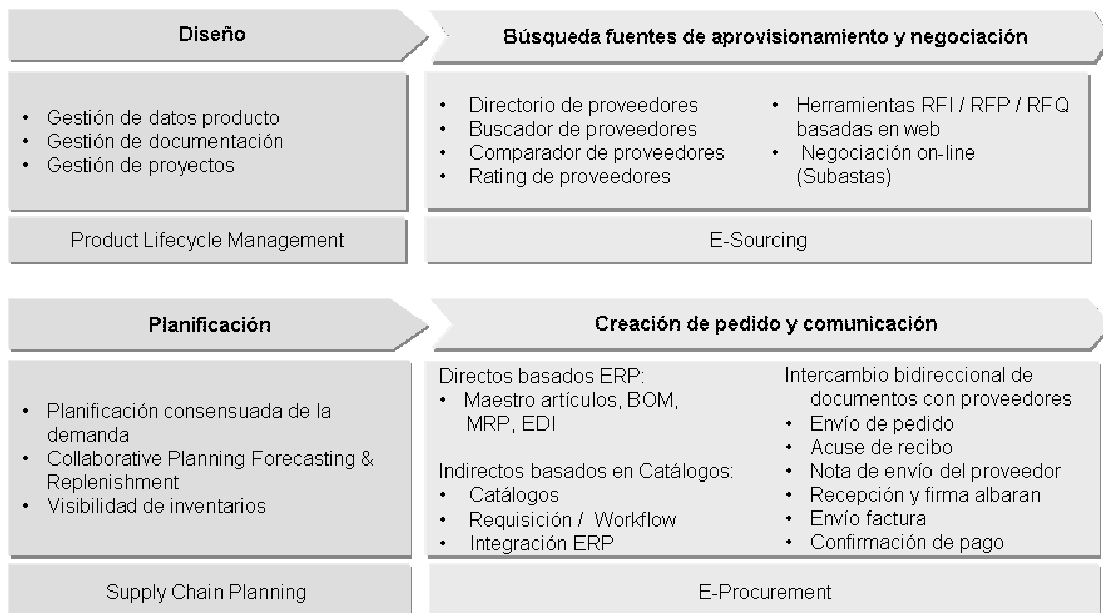 Diseño
Búsqueda fuentes de aprovisionamiento y negociación
• Gestión de datos producto
• Gestión de documentación
• Gestión de proyectos
• Directorio de proveedores
• Buscador de proveedores
• Comparador de proveedores
• Rating de proveedores
• Herramientas RFI / RFP / RFQ
basadas en web
• Negociación on-line
(Subastas)
Product Lifecycle Management
E-Sourcing
Planificación
Creación de pedido y comunicación
• Planificación consensuada de la
demanda
• Collaborative Planning Forecasting &
Replenishment
• Visibilidad de inventarios
Directos basados ERP:
• Maestro artículos, BOM,
MRP, EDI
Indirectos basados en Catálogos:
• Catálogos
• Requisición / Workflow
• Integración ERP
Intercambio bidireccional de
documentos con proveedores
• Envío de pedido
• Acuse de recibo
• Nota de envío del proveedor
• Recepción y firma albaran
• Envío factura
• Confirmación de pago
Supply Chain Planning
E-Procurement